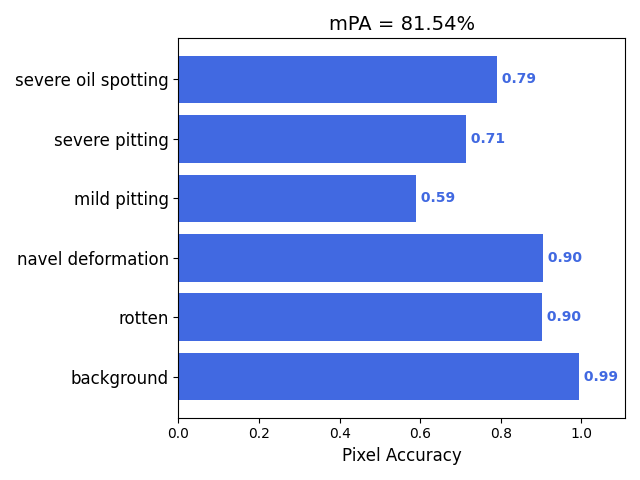 mPA = 81.54%
severe oil spotting 0.79
severe pitting 0.71
mild pitting 0.59
navel deformation 0.90
rotten 0.90
background 0.99
0.0 0.2 0.4 0.6 0.8 1.0
Pixel Accuracy